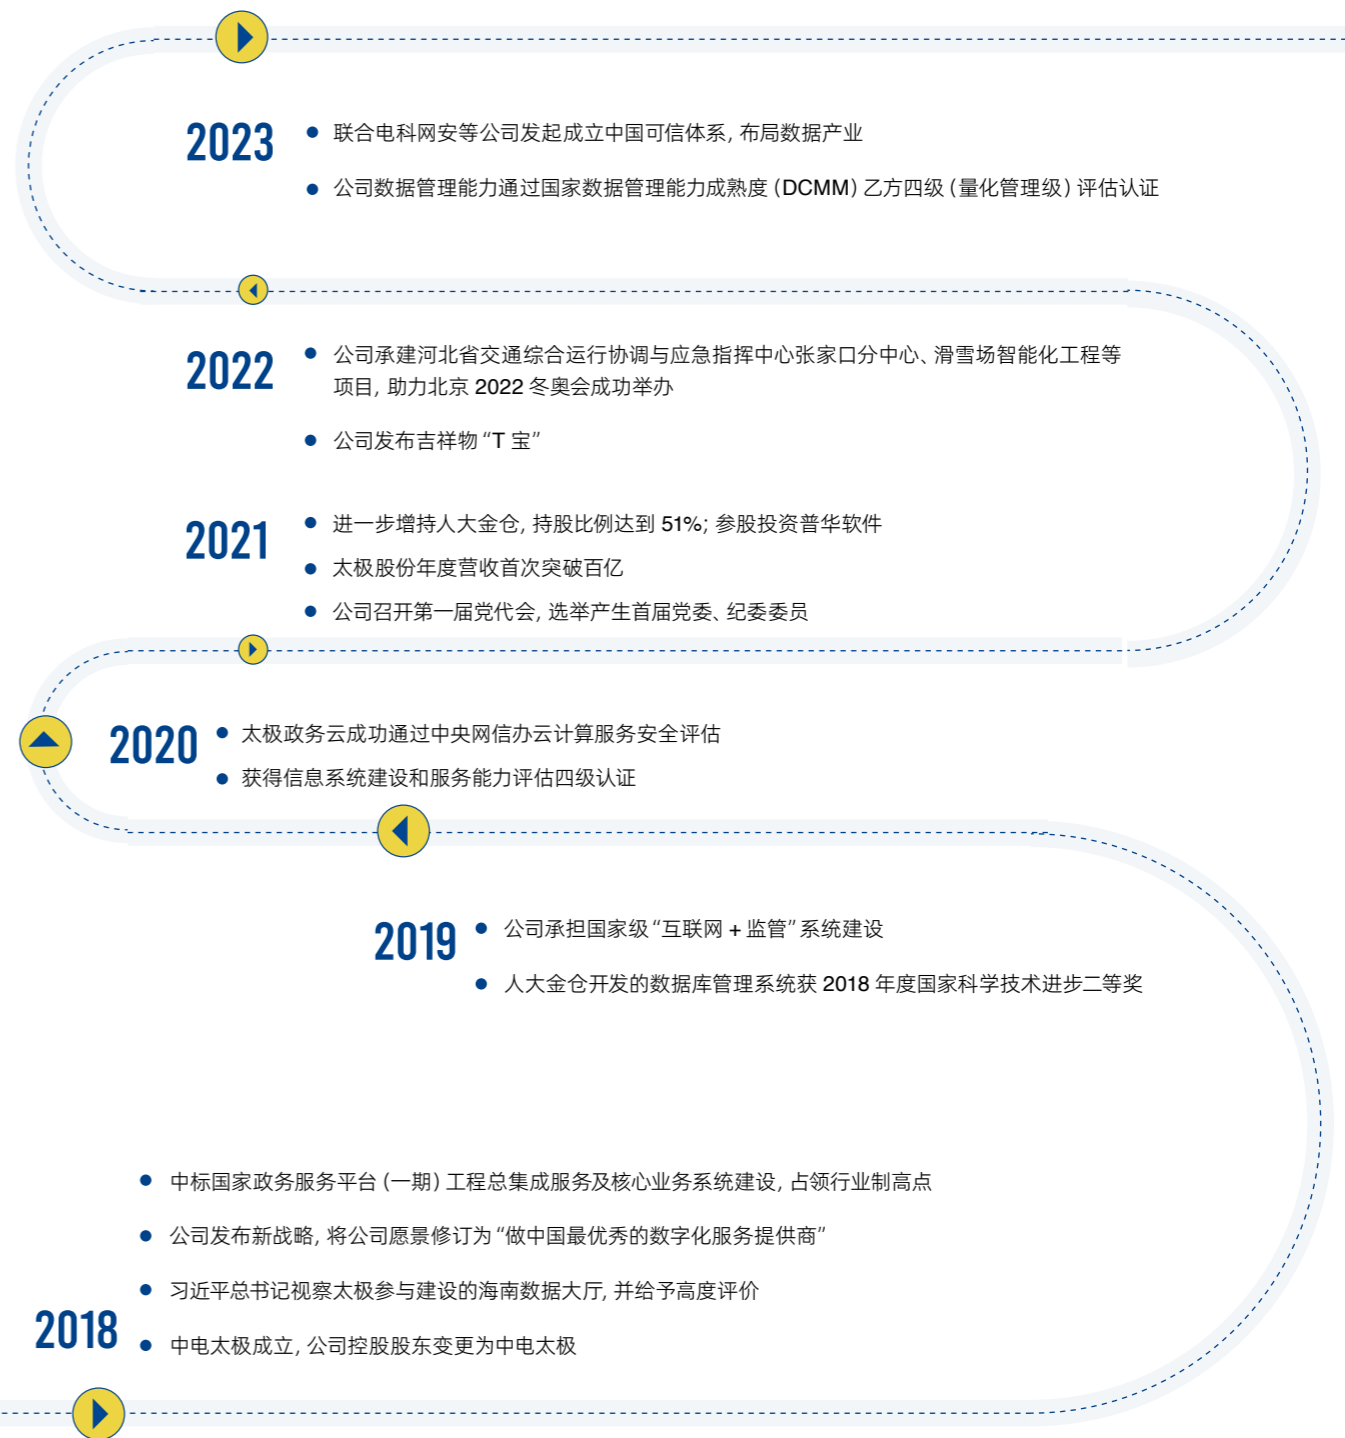 2023
联合电科网安等公司发起成立中国可信体系, 布局数据产业
公司数据管理能力通过国家数据管理能力成熟度 (DCMM) 乙方四级 (量化管理级) 评估认证
2022
公司承建河北省交通综合运行协调与应急指挥中心张家口分中心、滑雪场智能化工程等
项目, 助力北京 2022 冬奥会成功举办
公司发布吉祥物 “T 宝”
2021
进一步增持人大金仓, 持股比例达到 51%; 参股投资普华软件
太极股份年度营收首次突破百亿
公司召开第一届党代会, 选举产生首届党委、纪委委员
2020
太极政务云成功通过中央网信办云计算服务安全评估
获得信息系统建设和服务能力评估四级认证
2019
公司承担国家级 “互联网 + 监管” 系统建设
人大金仓开发的数据库管理系统获 2018 年度国家科学技术进步二等奖
中标国家政务服务平台 (一期) 工程总集成服务及核心业务系统建设, 占领行业制高点
公司发布新战略, 将公司愿景修订为 “做中国最优秀的数字化服务提供商”
习近平总书记视察太极参与建设的海南数据大厅, 并给予高度评价
2018
中电太极成立, 公司控股股东变更为中电太极